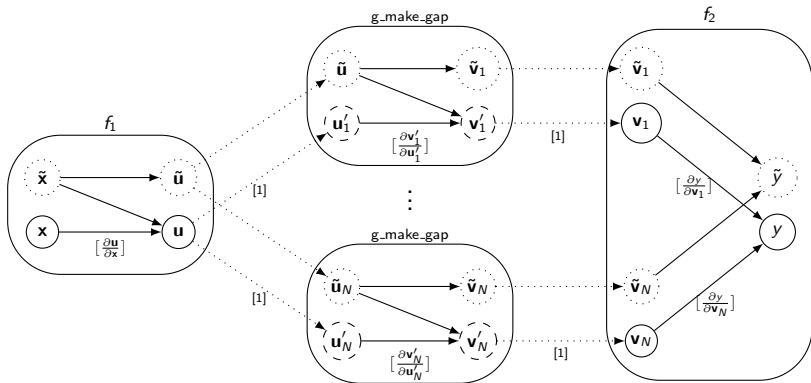 g_make_gap
f₂
ũ
ṽ₁
ṽ₁
u′₁
v′₁
v₁
[∂v′₁/∂u′₁]
[1]
f₁
x̃
ũ
[1]
ỹ
[∂y/∂v₁]
x
u
[∂u/∂x]
⋮
y
g_make_gap
[1]
ũ_N
ṽ_N
ṽ_N
[∂y/∂v_N]
u′_N
v′_N
v_N
[∂v′_N/∂u′_N]
[1]